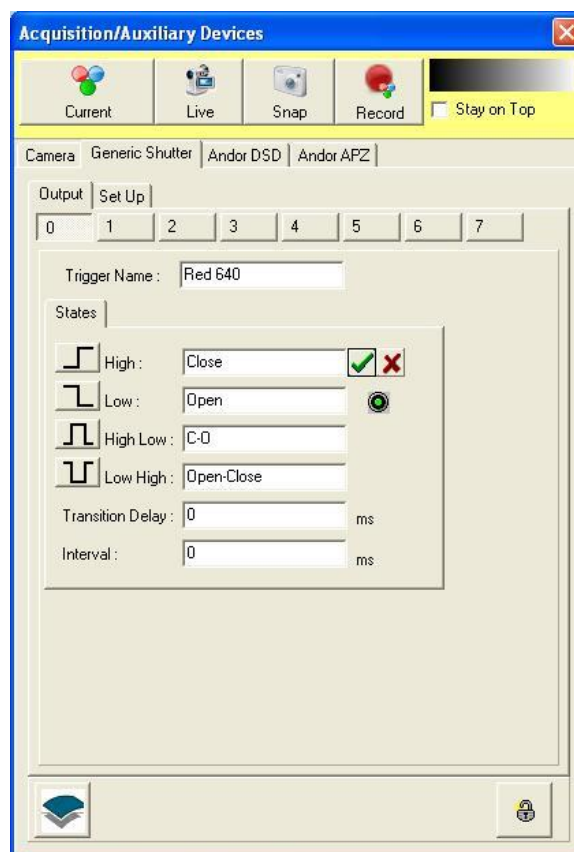 Acquisition/Auxiliary Devices
Current Live Snap Record Stay on Top
Camera Generic Shutter Andor DSD Andor APZ
Output Set Up
0 1 2 3 4 5 6 7
Trigger Name : Red 640
States
High : Close
Low : Open
High Low : C-O
Low High : Open-Close
Transition Delay : 0 ms
Interval : 0 ms